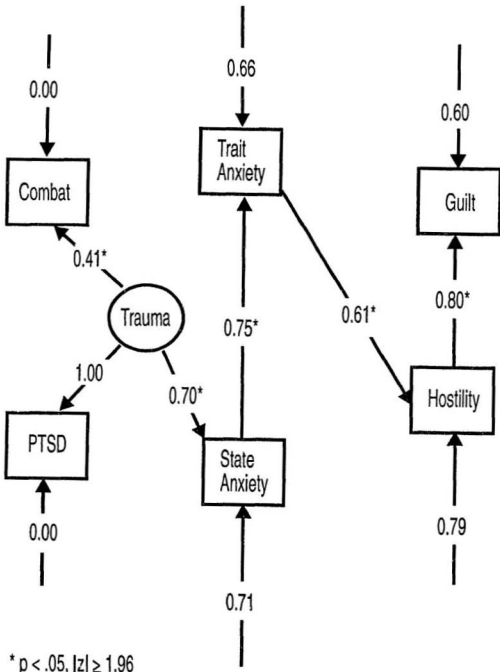 0.66
0.00
0.60
Trait
Anxiety
Combat
Guilt
0.41*
Trauma
0.75*
0.61*
0.80*
1.00
0.70*
Hostility
PTSD
State
Anxiety
0.00
0.79
0.71
* p < .05, |z| ≥ 1.96